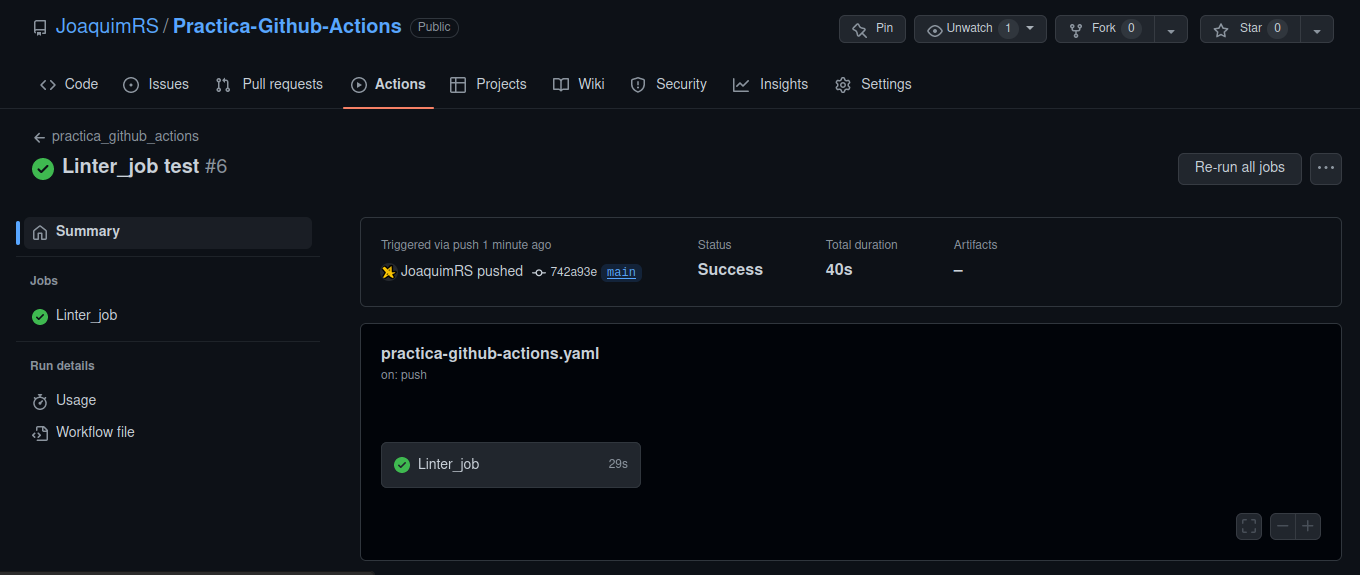 JoaquimRS / Practica-Github-Actions Public Pin Unwatch 1 Fork 0 Star 0
Code Issues Pull requests Actions Projects Wiki Security Insights Settings
← practica_github_actions
Linter_job test #6
Re-run all jobs ...
Summary
Jobs
Linter_job
Run details
Usage
Workflow file
Triggered via push 1 minute ago
JoaquimRS pushed 742a93e main
Status
Success
Total duration
40s
Artifacts
–
practica-github-actions.yaml
on: push
Linter_job 29s